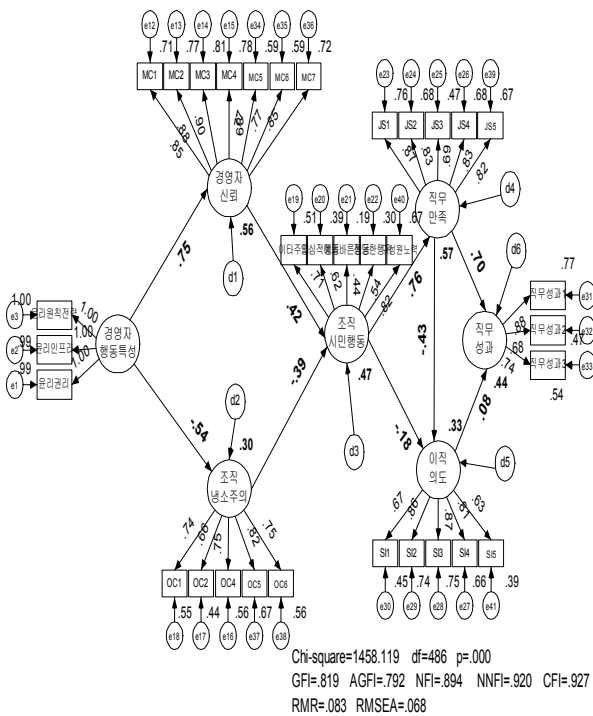 e12 e13 e14 e15 e34 e35 e36
.71 .77 .81 .78 .59 .59 .72
MC1 MC2 MC3 MC4 MC5 MC6 MC7
.85 .88 .90 .77 .85
경영자
신뢰
.56
d1
e23 e24 e25 e26 e39
.76 .68 .47 .68 .67
JS1 JS2 JS3 JS4 JS5
.87 .83 .69 .83 .82
직무
만족
d4
.57
e19 e20 e21 e22 e40
.51 .39 .19 .30 .67
.71 .62 .44 .54 .82
조직
시민행동
.47
d3
.75
.42
.76
.70
d6
.77
직무성과1 e31
직무성과2 e32
직무성과3 e33
.88 .68 .74
.47
.54
직무
성과
.44
1.00
e3 1.00
.99 1.00
e2
.99 1.00
e1 윤리권리
경영자
행동특성
-.54
-.39
-.43
-.18
.08
d2
.30
조직
냉소주의
.74 .66 .75 .82 .75
OC1 OC2 OC4 OC5 OC6
.55 .44 .56 .67 .56
e18 e17 e16 e37 e38
.33
이직
의도
d5
.67 .86 .87 .81 .63
SI1 SI2 SI3 SI4 SI5
.45 .74 .75 .66 .39
e30 e29 e28 e27 e41
Chi-square=1458.119 df=486 p=.000
GFI=.819 AGFI=.792 NFI=.894 NNFI=.920 CFI=.927
RMR=.083 RMSEA=.068